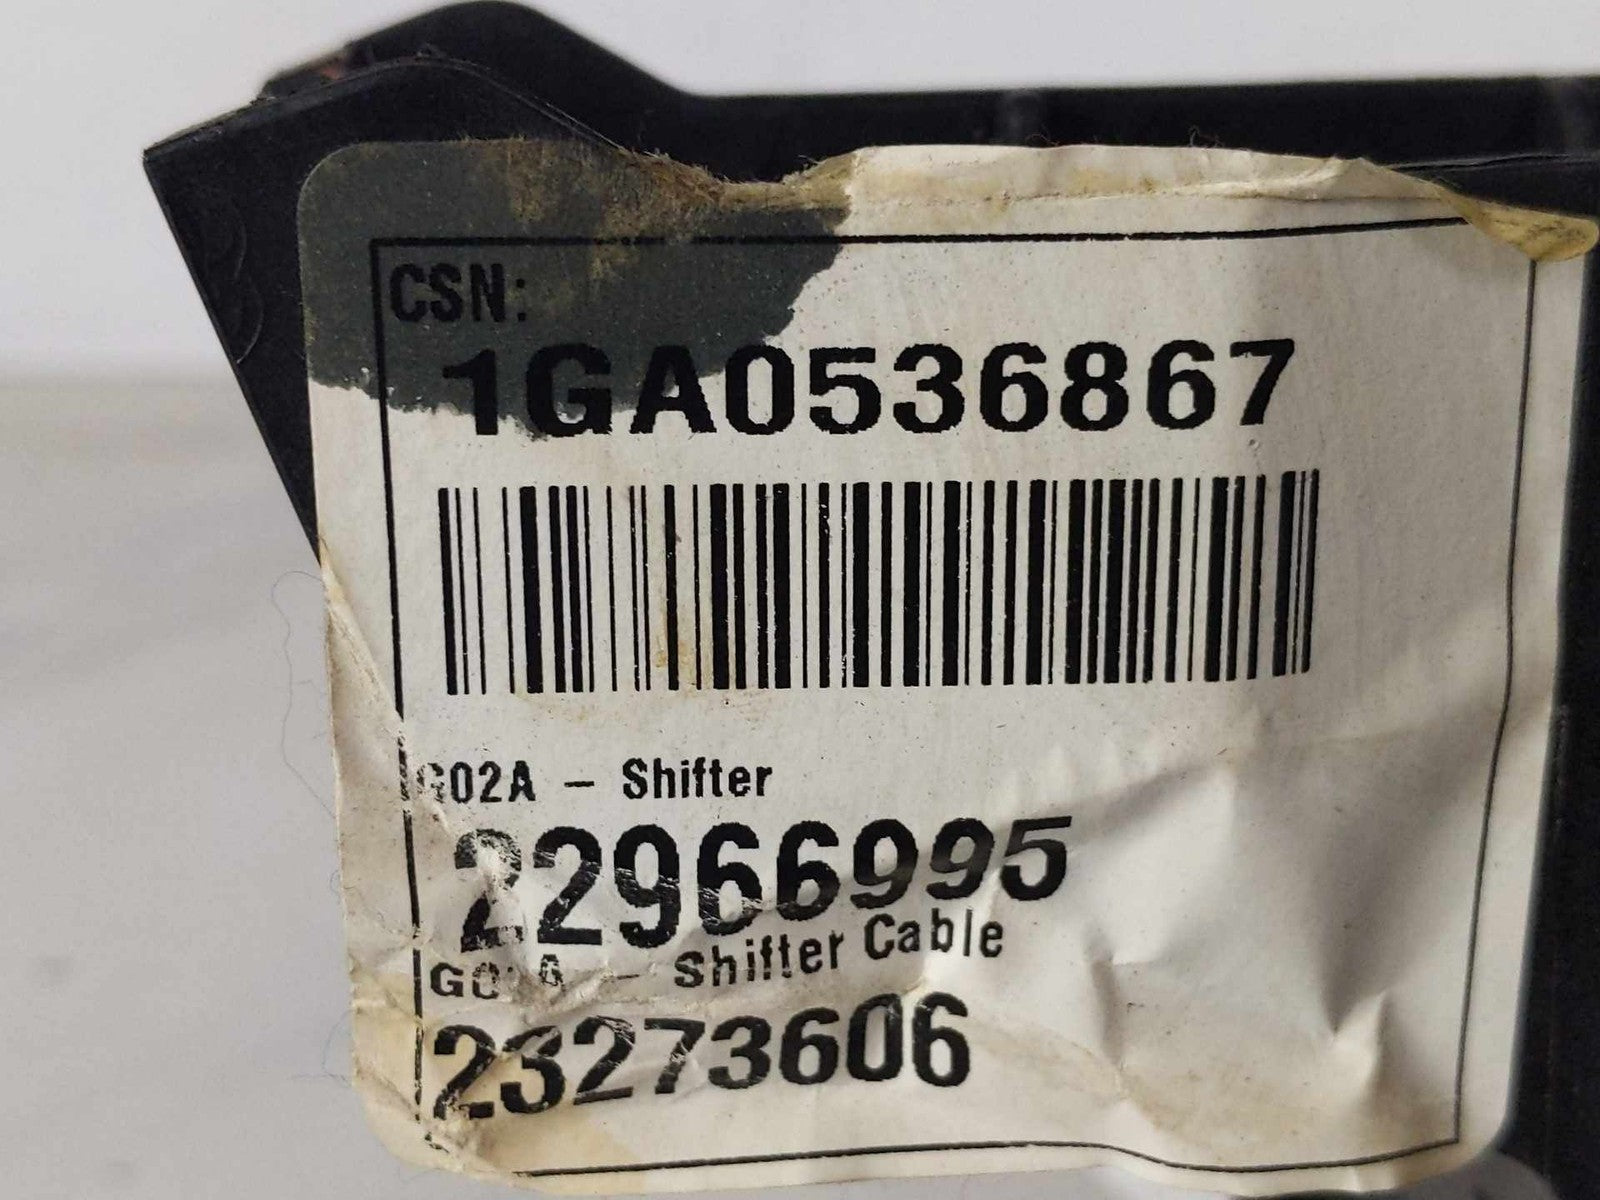 CSN:
1GA0536867
G02A - Shifter
22966995
- Shifter Cable
23273606